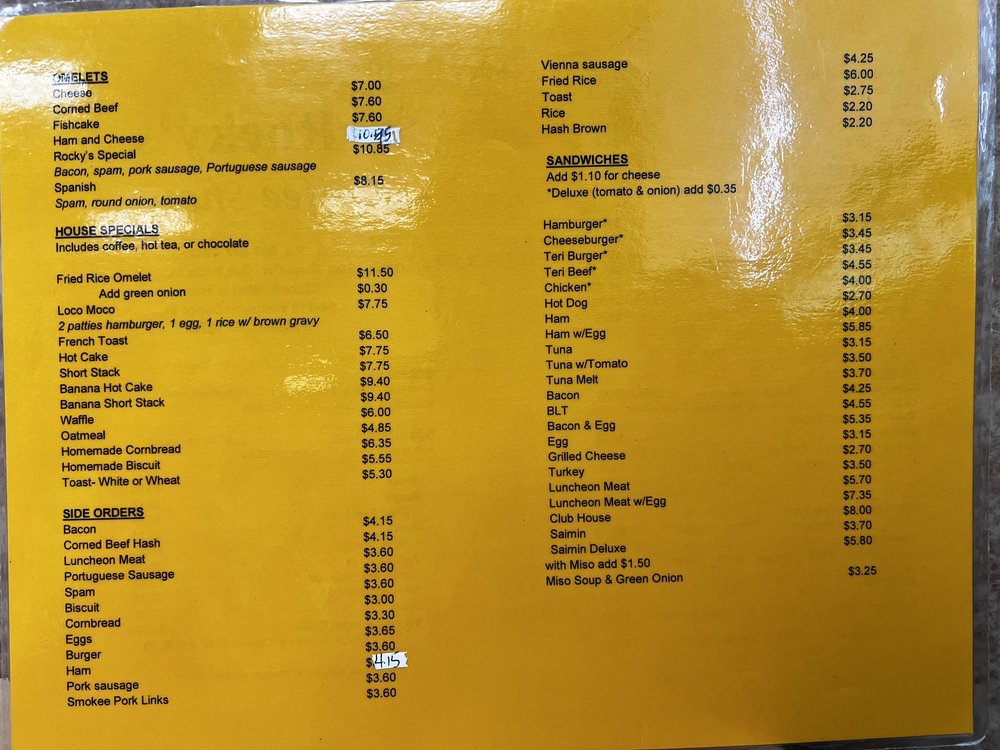 OMELETS
Cheese $7.00
Corned Beef $7.60
Fishcake $7.60
Ham and Cheese
Rocky's Special $10.85
Bacon, spam, pork sausage, Portuguese sausage
Spanish $8.15
Spam, round onion, tomato
HOUSE SPECIALS
Includes coffee, hot tea, or chocolate
Fried Rice Omelet $11.50
Add green onion $0.30
Loco Moco $7.75
2 patties hamburger, 1 egg, 1 rice w/ brown gravy
French Toast $6.50
Hot Cake $7.75
Short Stack $7.75
Banana Hot Cake $9.40
Banana Short Stack $9.40
Waffle $6.00
Oatmeal $4.85
Homemade Cornbread $6.35
Homemade Biscuit $5.55
Toast- White or Wheat $5.30
SIDE ORDERS
Bacon $4.15
Corned Beef Hash $4.15
Luncheon Meat $3.60
Portuguese Sausage $3.60
Spam $3.60
Biscuit $3.00
Cornbread $3.30
Eggs $3.65
Burger $3.60
Ham $4.15
Pork sausage $3.60
Smokee Pork Links $3.60
Vienna sausage $4.25
Fried Rice $6.00
Toast $2.75
Rice $2.20
Hash Brown $2.20
SANDWICHES
Add $1.10 for cheese
*Deluxe (tomato & onion) add $0.35
Hamburger* $3.15
Cheeseburger* $3.45
Teri Burger* $3.45
Teri Beef* $4.55
Chicken* $4.00
Hot Dog $2.70
Ham $4.00
Ham w/Egg $5.85
Tuna $3.15
Tuna w/Tomato $3.50
Tuna Melt $3.70
Bacon $4.25
BLT $4.55
Bacon & Egg $5.35
Egg $3.15
Grilled Cheese $2.70
Turkey $3.50
Luncheon Meat $5.70
Luncheon Meat w/Egg $7.35
Club House $8.00
Saimin $3.70
Saimin Deluxe $5.80
with Miso add $1.50
Miso Soup & Green Onion $3.25